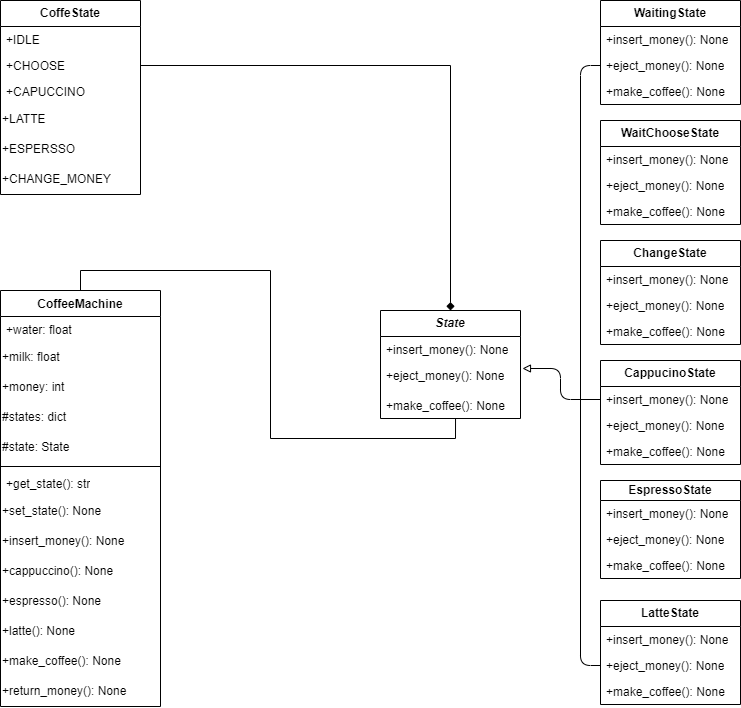 CoffeState
+IDLE
+CHOOSE
+CAPUCCINO
+LATTE
+ESPERSSO
+CHANGE_MONEY
CoffeeMachine
+water: float
+milk: float
+money: int
#states: dict
#state: State
+get_state(): str
+set_state(): None
+insert_money(): None
+cappuccino(): None
+espresso(): None
+latte(): None
+make_coffee(): None
+return_money(): None
State
+insert_money(): None
+eject_money(): None
+make_coffee(): None
WaitingState
+insert_money(): None
+eject_money(): None
+make_coffee(): None
WaitChooseState
+insert_money(): None
+eject_money(): None
+make_coffee(): None
ChangeState
+insert_money(): None
+eject_money(): None
+make_coffee(): None
CappucinoState
+insert_money(): None
+eject_money(): None
+make_coffee(): None
EspressoState
+insert_money(): None
+eject_money(): None
+make_coffee(): None
LatteState
+insert_money(): None
+eject_money(): None
+make_coffee(): None